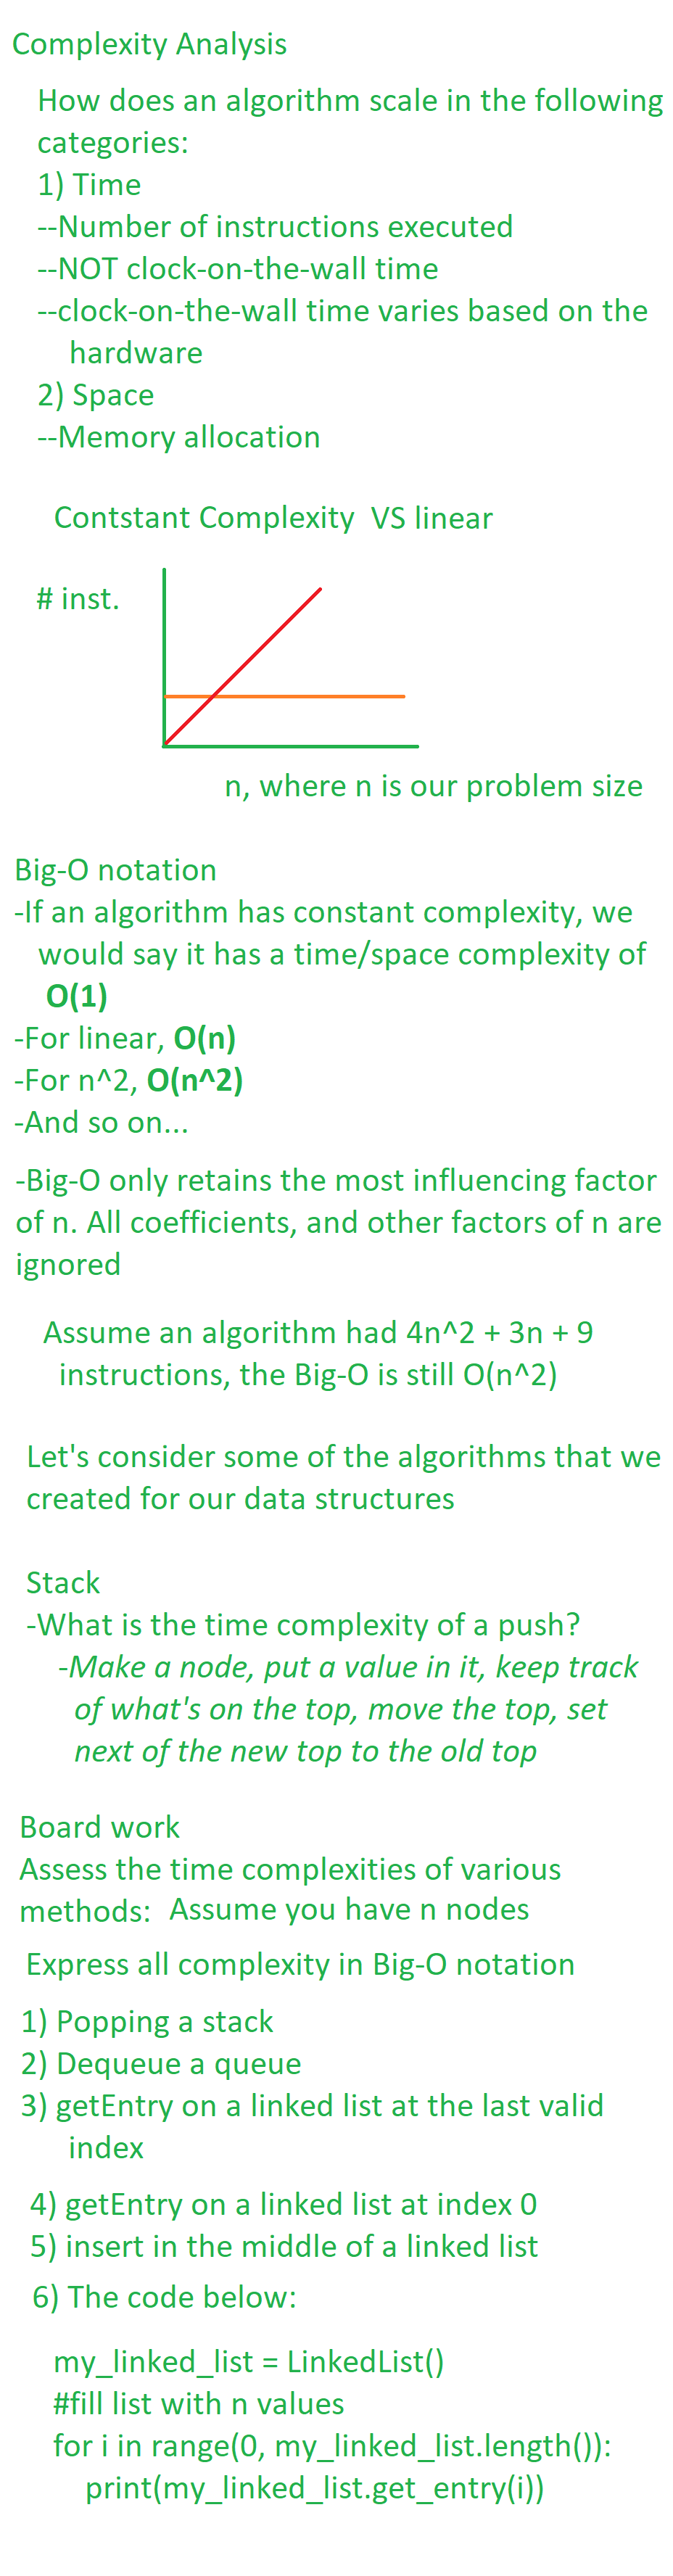 Complexity Analysis
How does an algorithm scale in the following
categories:
1) Time
--Number of instructions executed
--NOT clock-on-the-wall time
--clock-on-the-wall time varies based on the
hardware
2) Space
--Memory allocation
Contstant Complexity VS linear
# inst.
n, where n is our problem size
Big-O notation
-If an algorithm has constant complexity, we
would say it has a time/space complexity of
O(1)
-For linear, O(n)
-For n^2, O(n^2)
-And so on...
-Big-O only retains the most influencing factor
of n. All coefficients, and other factors of n are
ignored
Assume an algorithm had 4n^2 + 3n + 9
instructions, the Big-O is still O(n^2)
Let's consider some of the algorithms that we
created for our data structures
Stack
-What is the time complexity of a push?
-Make a node, put a value in it, keep track
of what's on the top, move the top, set
next of the new top to the old top
Board work
Assess the time complexities of various
methods: Assume you have n nodes
Express all complexity in Big-O notation
1) Popping a stack
2) Dequeue a queue
3) getEntry on a linked list at the last valid
index
4) getEntry on a linked list at index 0
5) insert in the middle of a linked list
6) The code below:
my_linked_list = LinkedList()
#fill list with n values
for i in range(0, my_linked_list.length()):
print(my_linked_list.get_entry(i))